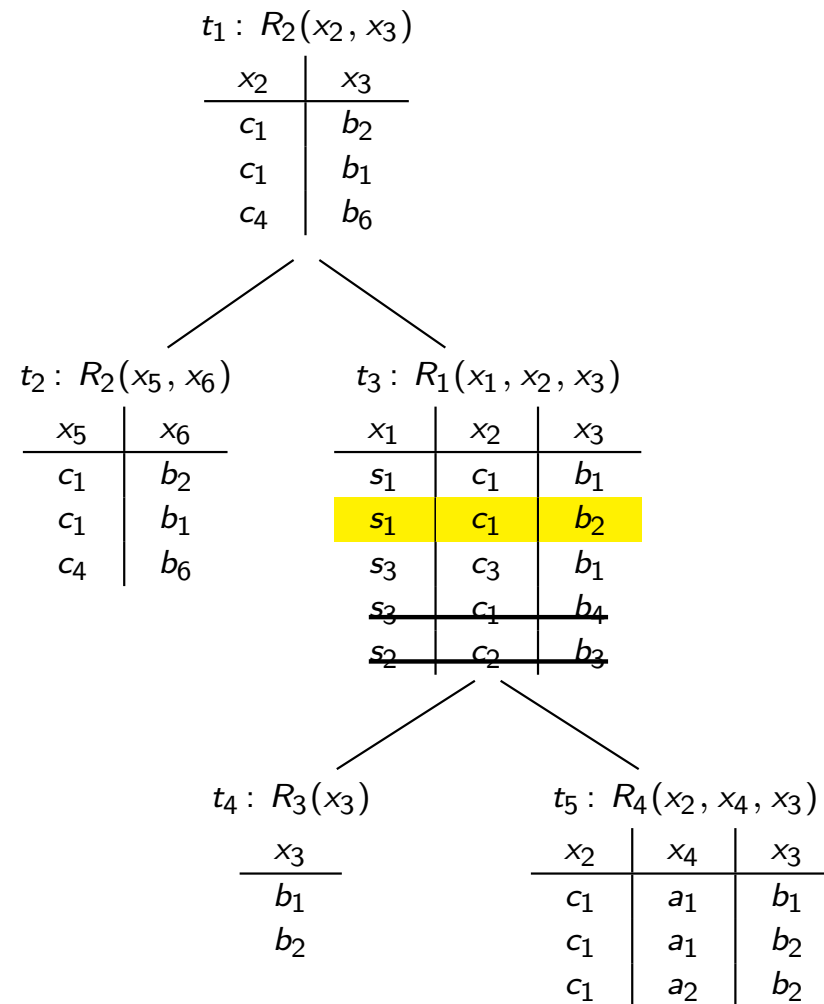 t₁ : R₂(x₂, x₃)
x₂ x₃
c₁ b₂
c₁ b₁
c₄ b₆
t₂ : R₂(x₅, x₆)
x₅ x₆
c₁ b₂
c₁ b₁
c₄ b₆
t₃ : R₁(x₁, x₂, x₃)
x₁ x₂ x₃
s₁ c₁ b₁
s₁ c₁ b₂
s₃ c₃ b₁
s₃ c₁ b₄
s₂ c₂ b₃
t₄ : R₃(x₃)
x₃
b₁
b₂
t₅ : R₄(x₂, x₄, x₃)
x₂ x₄ x₃
c₁ a₁ b₁
c₁ a₁ b₂
c₁ a₂ b₂